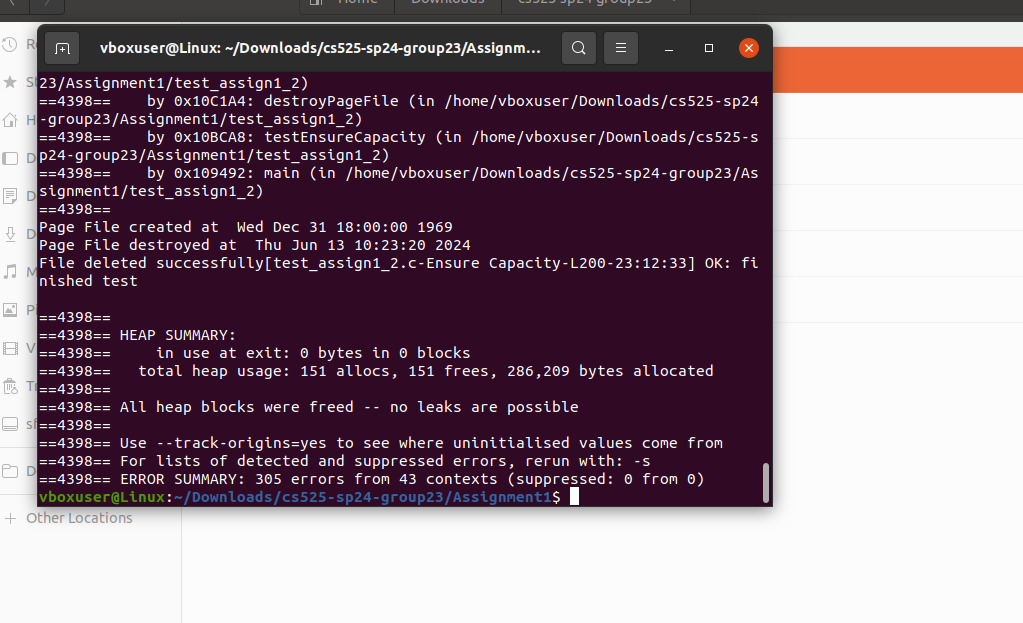 Home
Downloads
cs525-sp24-group23
vboxuser@Linux: ~/Downloads/cs525-sp24-group23/Assignm...
23/Assignment1/test_assign1_2)
==4398==    by 0x10C1A4: destroyPageFile (in /home/vboxuser/Downloads/cs525-sp24
-group23/Assignment1/test_assign1_2)
==4398==    by 0x10BCA8: testEnsureCapacity (in /home/vboxuser/Downloads/cs525-s
p24-group23/Assignment1/test_assign1_2)
==4398==    by 0x109492: main (in /home/vboxuser/Downloads/cs525-sp24-group23/As
signment1/test_assign1_2)
==4398==
Page File created at  Wed Dec 31 18:00:00 1969
Page File destroyed at  Thu Jun 13 10:23:20 2024
File deleted successfully[test_assign1_2.c-Ensure Capacity-L200-23:12:33] OK: fi
nished test
==4398==
==4398== HEAP SUMMARY:
==4398==     in use at exit: 0 bytes in 0 blocks
==4398==   total heap usage: 151 allocs, 151 frees, 286,209 bytes allocated
==4398==
==4398== All heap blocks were freed -- no leaks are possible
==4398==
==4398== Use --track-origins=yes to see where uninitialised values come from
==4398== For lists of detected and suppressed errors, rerun with: -s
==4398== ERROR SUMMARY: 305 errors from 43 contexts (suppressed: 0 from 0)
vboxuser@Linux:~/Downloads/cs525-sp24-group23/Assignment1$
Other Locations